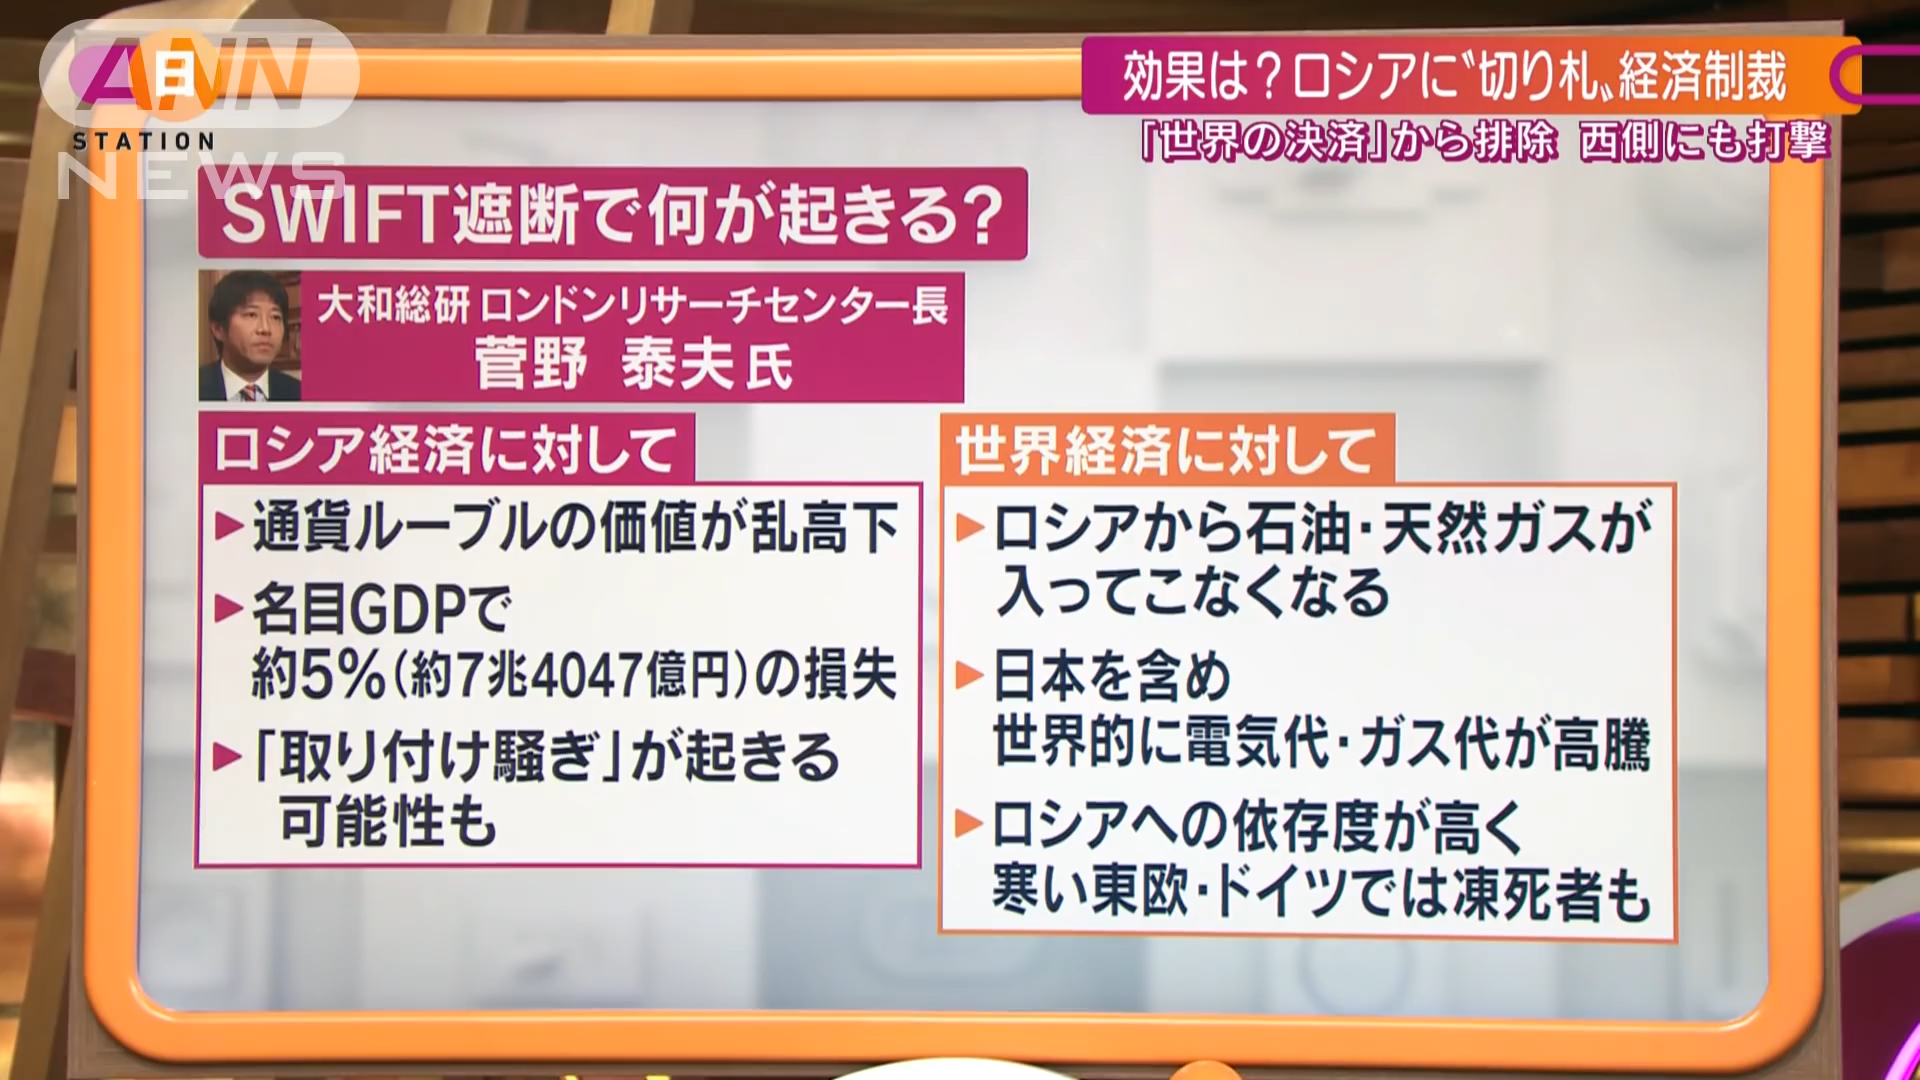 ANN
日
STATION
NEWS
効果は？ロシアに〝切り札〟経済制裁
「世界の決済」から排除 西側にも打撃
SWIFT遮断で何が起きる？
大和総研 ロンドンリサーチセンター長
菅野 泰夫氏
ロシア経済に対して
▶通貨ルーブルの価値が乱高下
▶名目GDPで
約5％（約7兆4047億円）の損失
▶「取り付け騒ぎ」が起きる
可能性も
世界経済に対して
▶ロシアから石油・天然ガスが
入ってこなくなる
▶日本を含め
世界的に電気代・ガス代が高騰
▶ロシアへの依存度が高く
寒い東欧・ドイツでは凍死者も